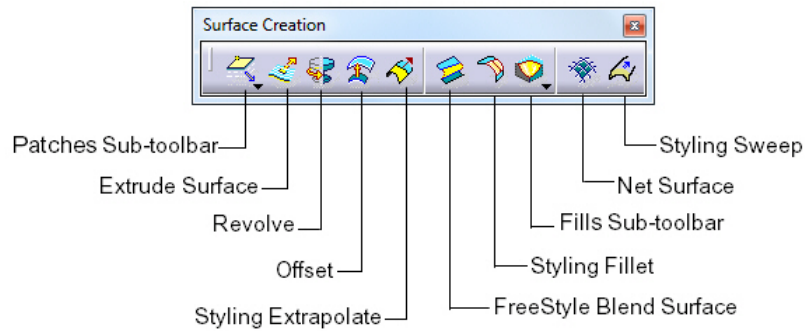 Surface Creation
Patches Sub-toolbar
Styling Sweep
Extrude Surface
Net Surface
Revolve
Fills Sub-toolbar
Offset
Styling Fillet
Styling Extrapolate
FreeStyle Blend Surface